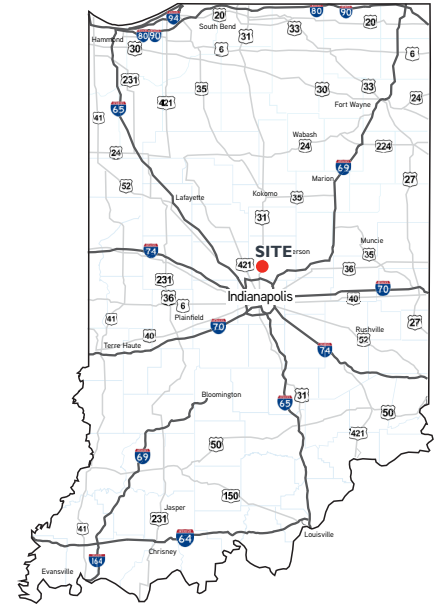 94
20
80
90
South Bend
33
20
Hammond
80
90
31
30
6
6
231
35
30
33
421
24
Fort Wayne
65
41
Wabash
24
224
24
69
Marion
27
52
Kokomo
35
Lafayette
31
Muncie
74
SITE
erson
35
421
36
231
70
36
6
Indianapolis
40
41
Plainfield
27
70
Rushville
40
52
Terre Haute
74
Bloomington
31
65
50
421
50
69
150
Jasper
231
41
Louisville
64
Chrisney
164
Evansville